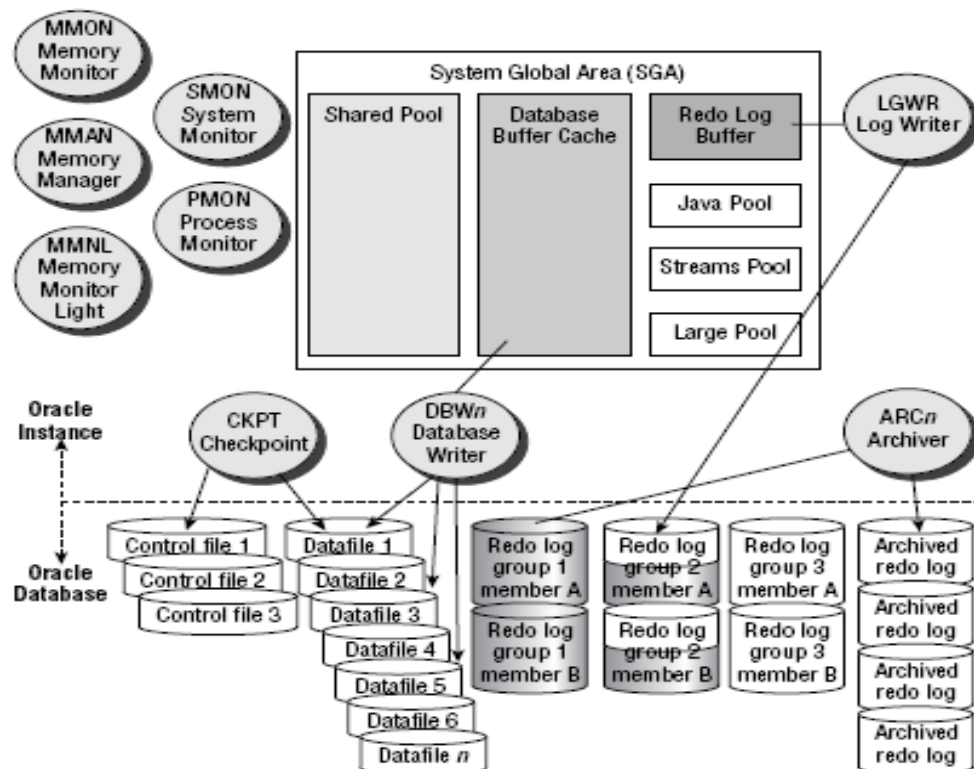 MMON
Memory
Monitor
SMON
System
Monitor
MMAN
Memory
Manager
PMON
Process
Monitor
MMNL
Memory
Monitor
Light
System Global Area (SGA)
Shared Pool
Database
Buffer Cache
Redo Log
Buffer
Java Pool
Streams Pool
Large Pool
LGWR
Log Writer
Oracle
Instance
CKPT
Checkpoint
DBWn
Database
Writer
ARCn
Archiver
Oracle
Database
Control file 1
Control file 2
Control file 3
Datafile 1
Datafile 2
Datafile 3
Datafile 4
Datafile 5
Datafile 6
Datafile n
Redo log
group 1
member A
Redo log
group 1
member B
Redo log
group 2
member A
Redo log
group 2
member B
Redo log
group 3
member A
Redo log
group 3
member B
Archived
redo log
Archived
redo log
Archived
redo log
Archived
redo log